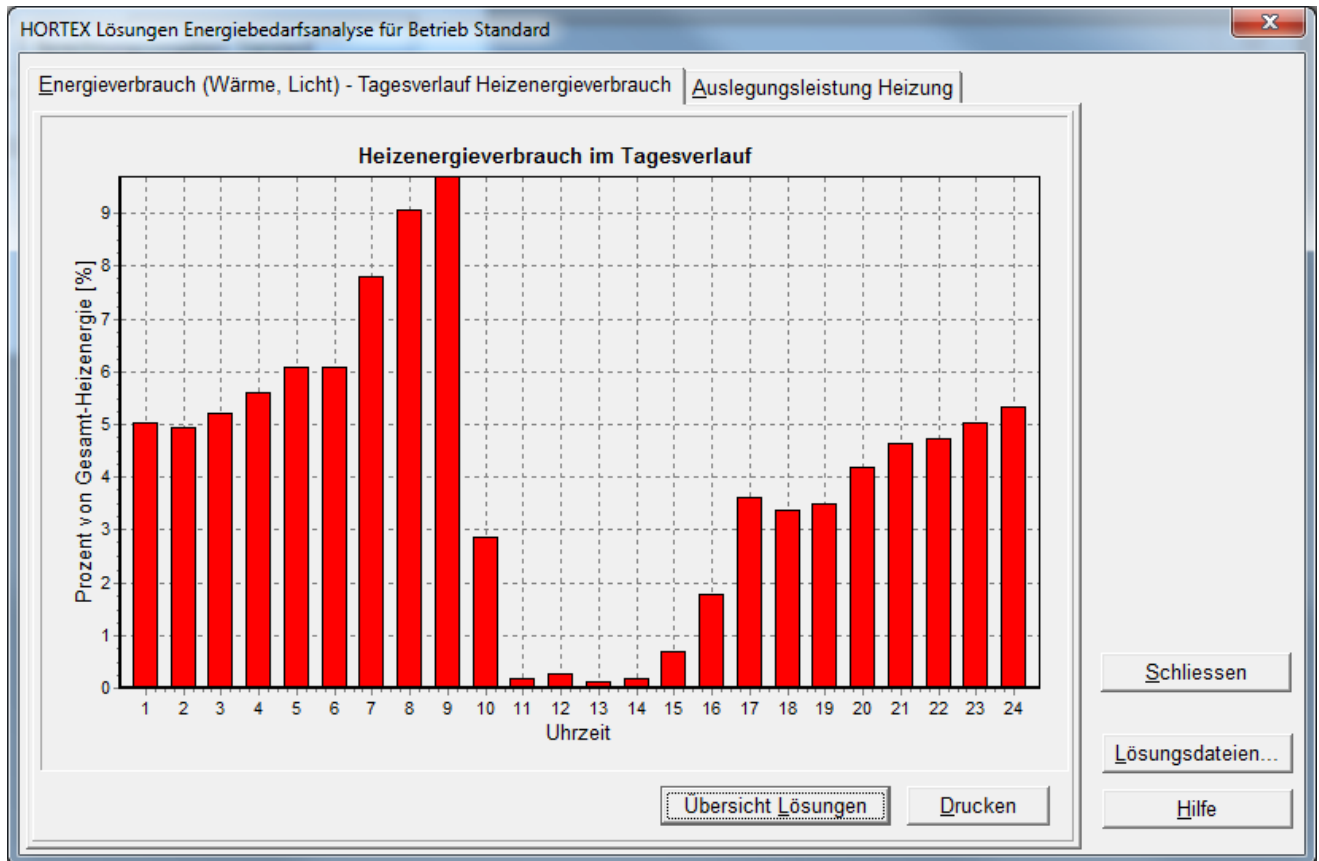 HORTEX Lösungen Energiebedarfsanalyse für Betrieb Standard
Energieverbrauch (Wärme, Licht) - Tagesverlauf Heizenergieverbrauch
Auslegungsleistung Heizung
Heizenergieverbrauch im Tagesverlauf
Prozent von Gesamt-Heizenergie [%]
9
8
7
6
5
4
3
2
1
0
1 2 3 4 5 6 7 8 9 10 11 12 13 14 15 16 17 18 19 20 21 22 23 24
Uhrzeit
Schliessen
Lösungsdateien...
Übersicht Lösungen
Drucken
Hilfe